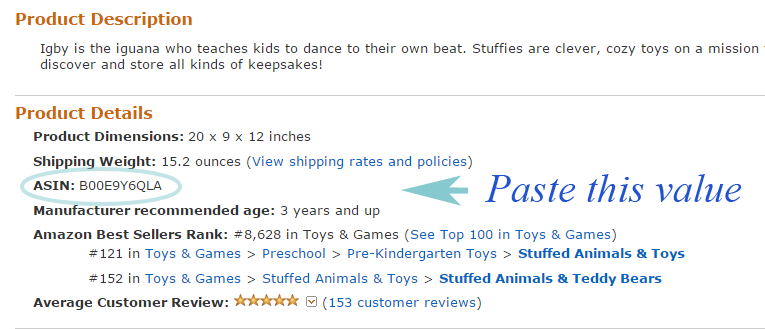 Product Description
Igby is the iguana who teaches kids to dance to their own beat. Stuffies are clever, cozy toys on a mission
discover and store all kinds of keepsakes!
Product Details
Product Dimensions: 20 x 9 x 12 inches
Shipping Weight: 15.2 ounces (View shipping rates and policies)
ASIN: B00E9Y6QLA
Paste this value
Manufacturer recommended age: 3 years and up
Amazon Best Sellers Rank: #8,628 in Toys & Games (See Top 100 in Toys & Games)
#121 in Toys & Games > Preschool > Pre-Kindergarten Toys > Stuffed Animals & Toys
#152 in Toys & Games > Stuffed Animals & Toys > Stuffed Animals & Teddy Bears
Average Customer Review: (153 customer reviews)